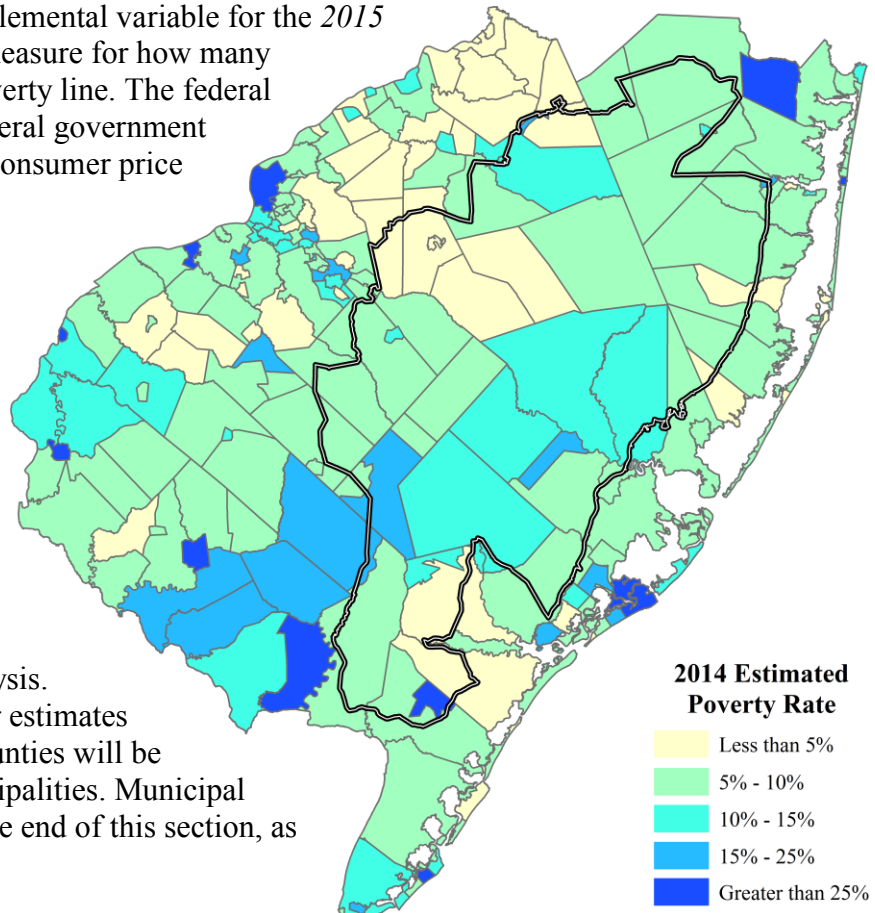 lemental variable for the 2015
easure for how many
verty line. The federal
leral government
onsumer price
ysis.
r estimates
unties will be
ipalities. Municipal
e end of this section, as
2014 Estimated
Poverty Rate
Less than 5%
5% - 10%
10% - 15%
15% - 25%
Greater than 25%